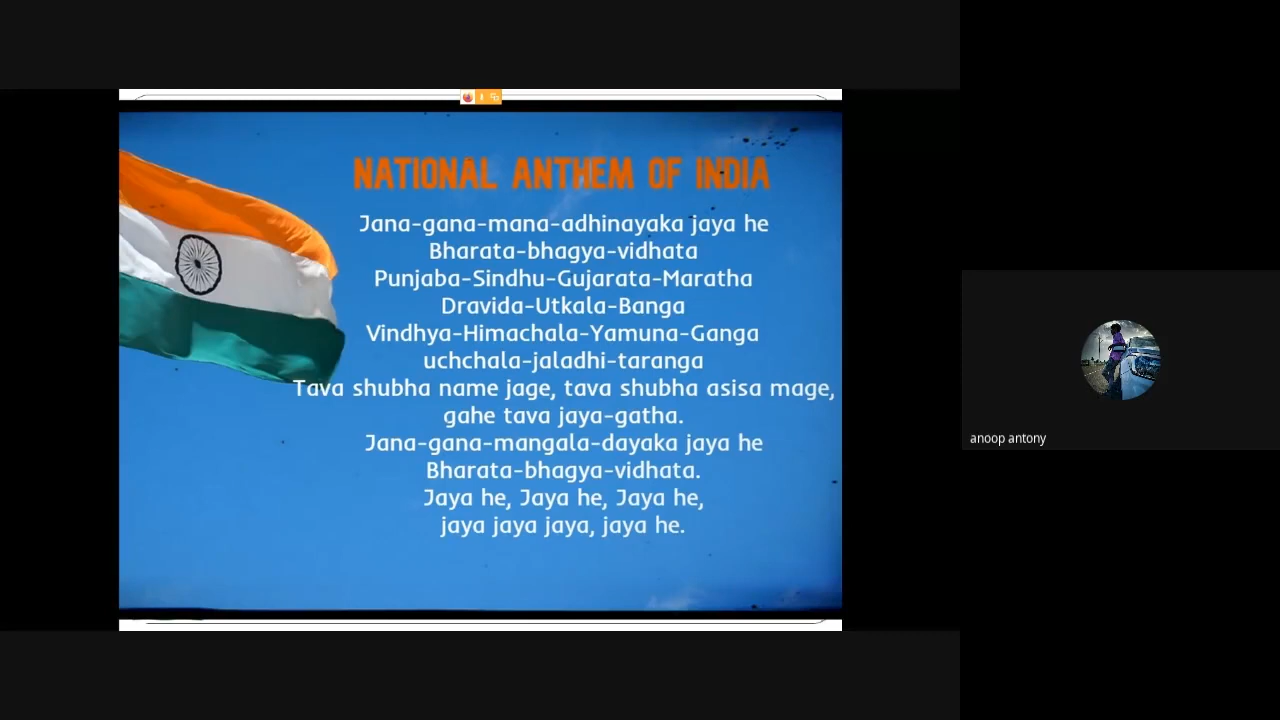 NATIONAL ANTHEM OF INDIA
Jana-gana-mana-adhinayaka jaya he
Bharata-bhagya-vidhata
Punjaba-Sindhu-Gujarata-Maratha
Dravida-Utkala-Banga
Vindhya-Himachala-Yamuna-Ganga
uchchala-jaladhi-taranga
Tava shubha name jage, tava shubha asisa mage,
gahe tava jaya-gatha.
Jana-gana-mangala-dayaka jaya he
Bharata-bhagya-vidhata.
Jaya he, Jaya he, Jaya he,
jaya jaya jaya, jaya he.
anoop antony